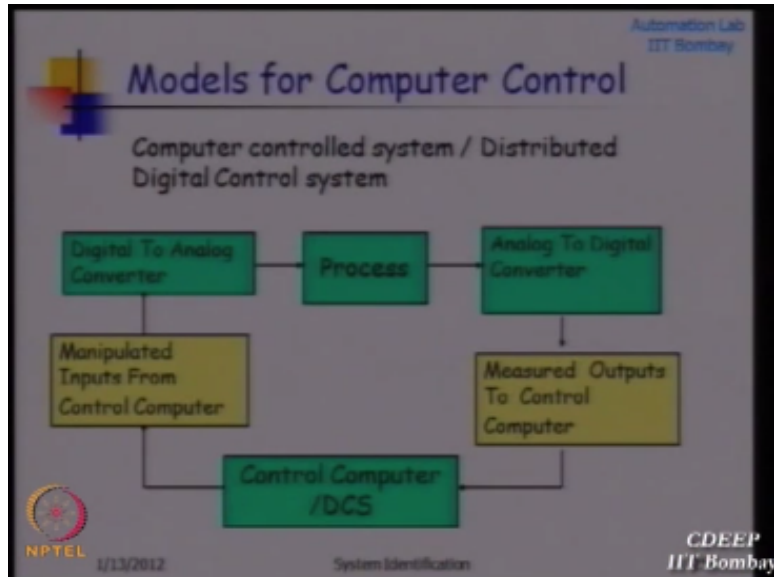 Automation Lab
IIT Bombay
Models for Computer Control
Computer controlled system / Distributed
Digital Control system
Digital To Analog
Converter
Process
Analog To Digital
Converter
Manipulated
Inputs From
Control Computer
Measured Outputs
To Control
Computer
Control Computer
/DCS
NPTEL
1/13/2012
System Identification
CDEEP
IIT Bombay